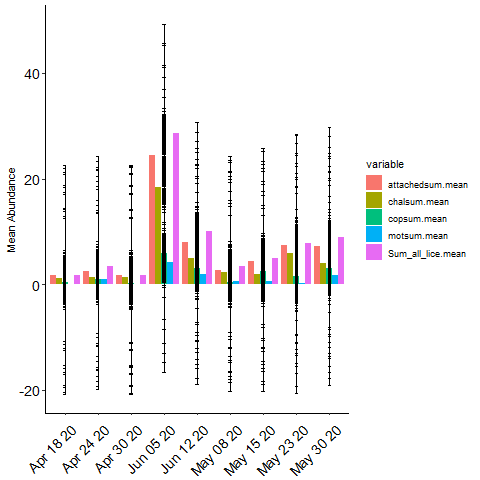 Mean Abundance
40
20
0
-20
Apr 18 20
Apr 24 20
Apr 30 20
Jun 05 20
Jun 12 20
May 08 20
May 15 20
May 23 20
May 30 20
variable
attachedsum.mean
chalsum.mean
copsum.mean
motsum.mean
Sum_all_lice.mean